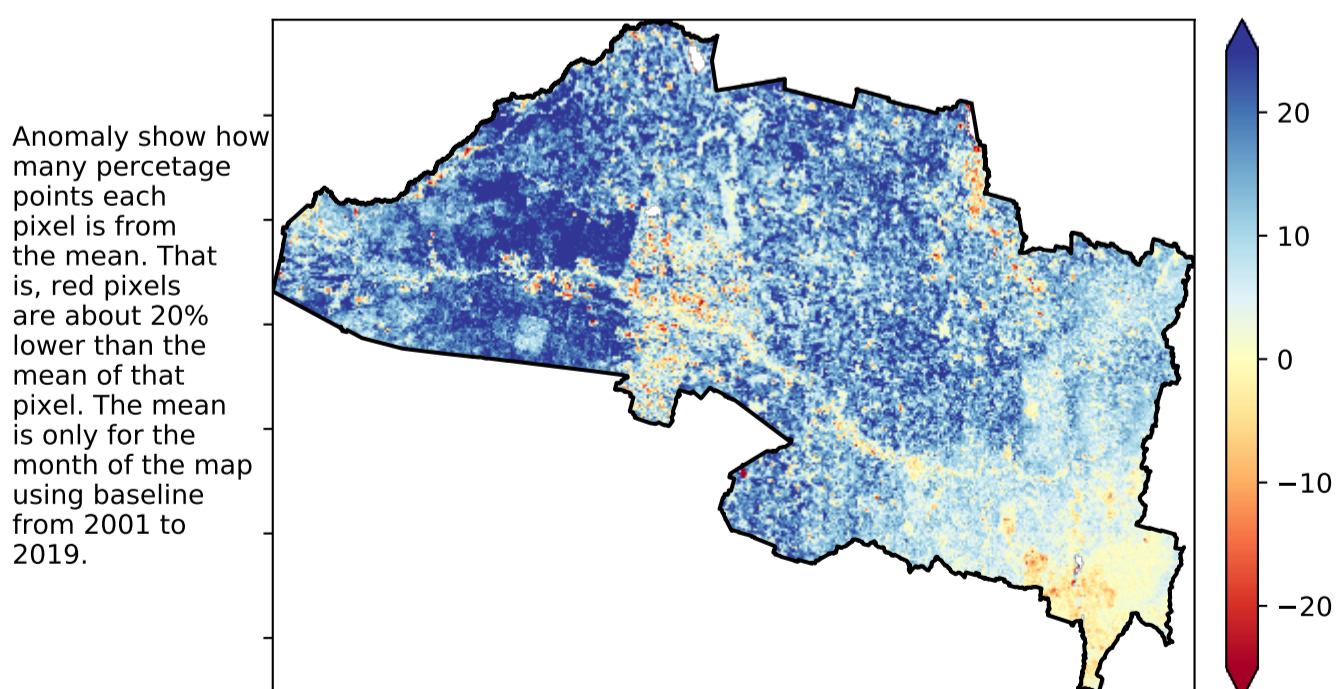 Anomaly show how
many percetage
points each
pixel is from
the mean. That
is, red pixels
are about 20%
lower than the
mean of that
pixel. The mean
is only for the
month of the map
using baseline
from 2001 to
2019.
20
10
0
−10
−20